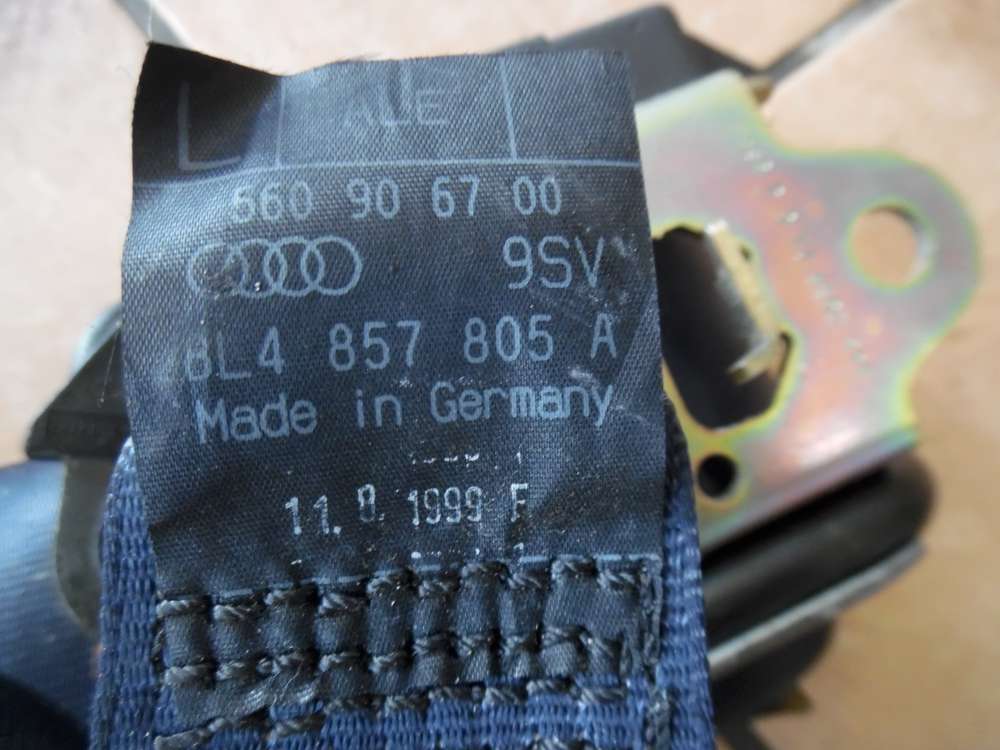 L ALE
560 90 67 00
9SV
8L4 857 805 A
Made in Germany
11. 8. 1999 F